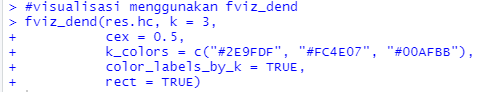 > #visualisasi menggunakan fviz_dend
> fviz_dend(res.hc, k = 3,
+           cex = 0.5,
+           k_colors = c("#2E9FDF", "#FC4E07", "#00AFBB"),
+           color_labels_by_k = TRUE,
+           rect = TRUE)